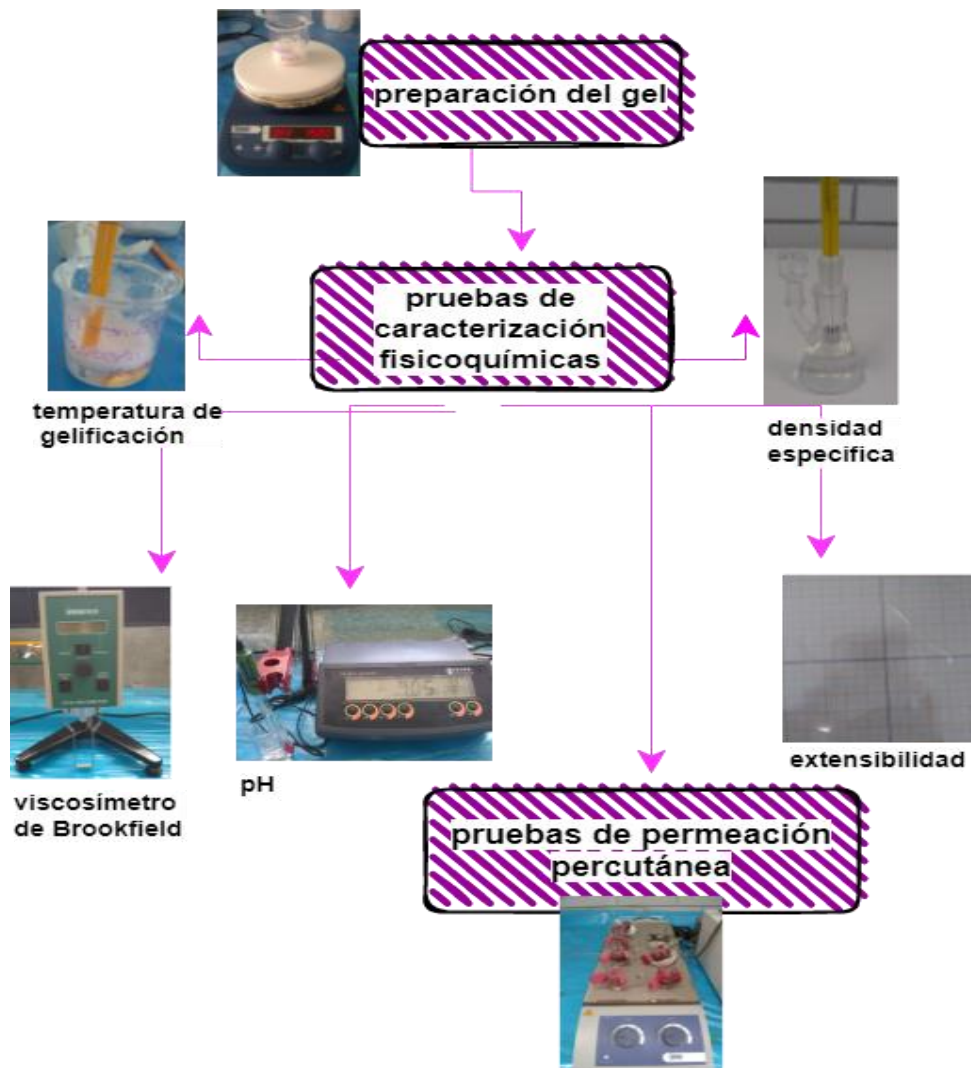 preparación del gel
pruebas de
caracterización
fisicoquímicas
temperatura de
gelificación
densidad
especifica
viscosímetro
de Brookfield
pH
extensibilidad
pruebas de permeación
percutánea